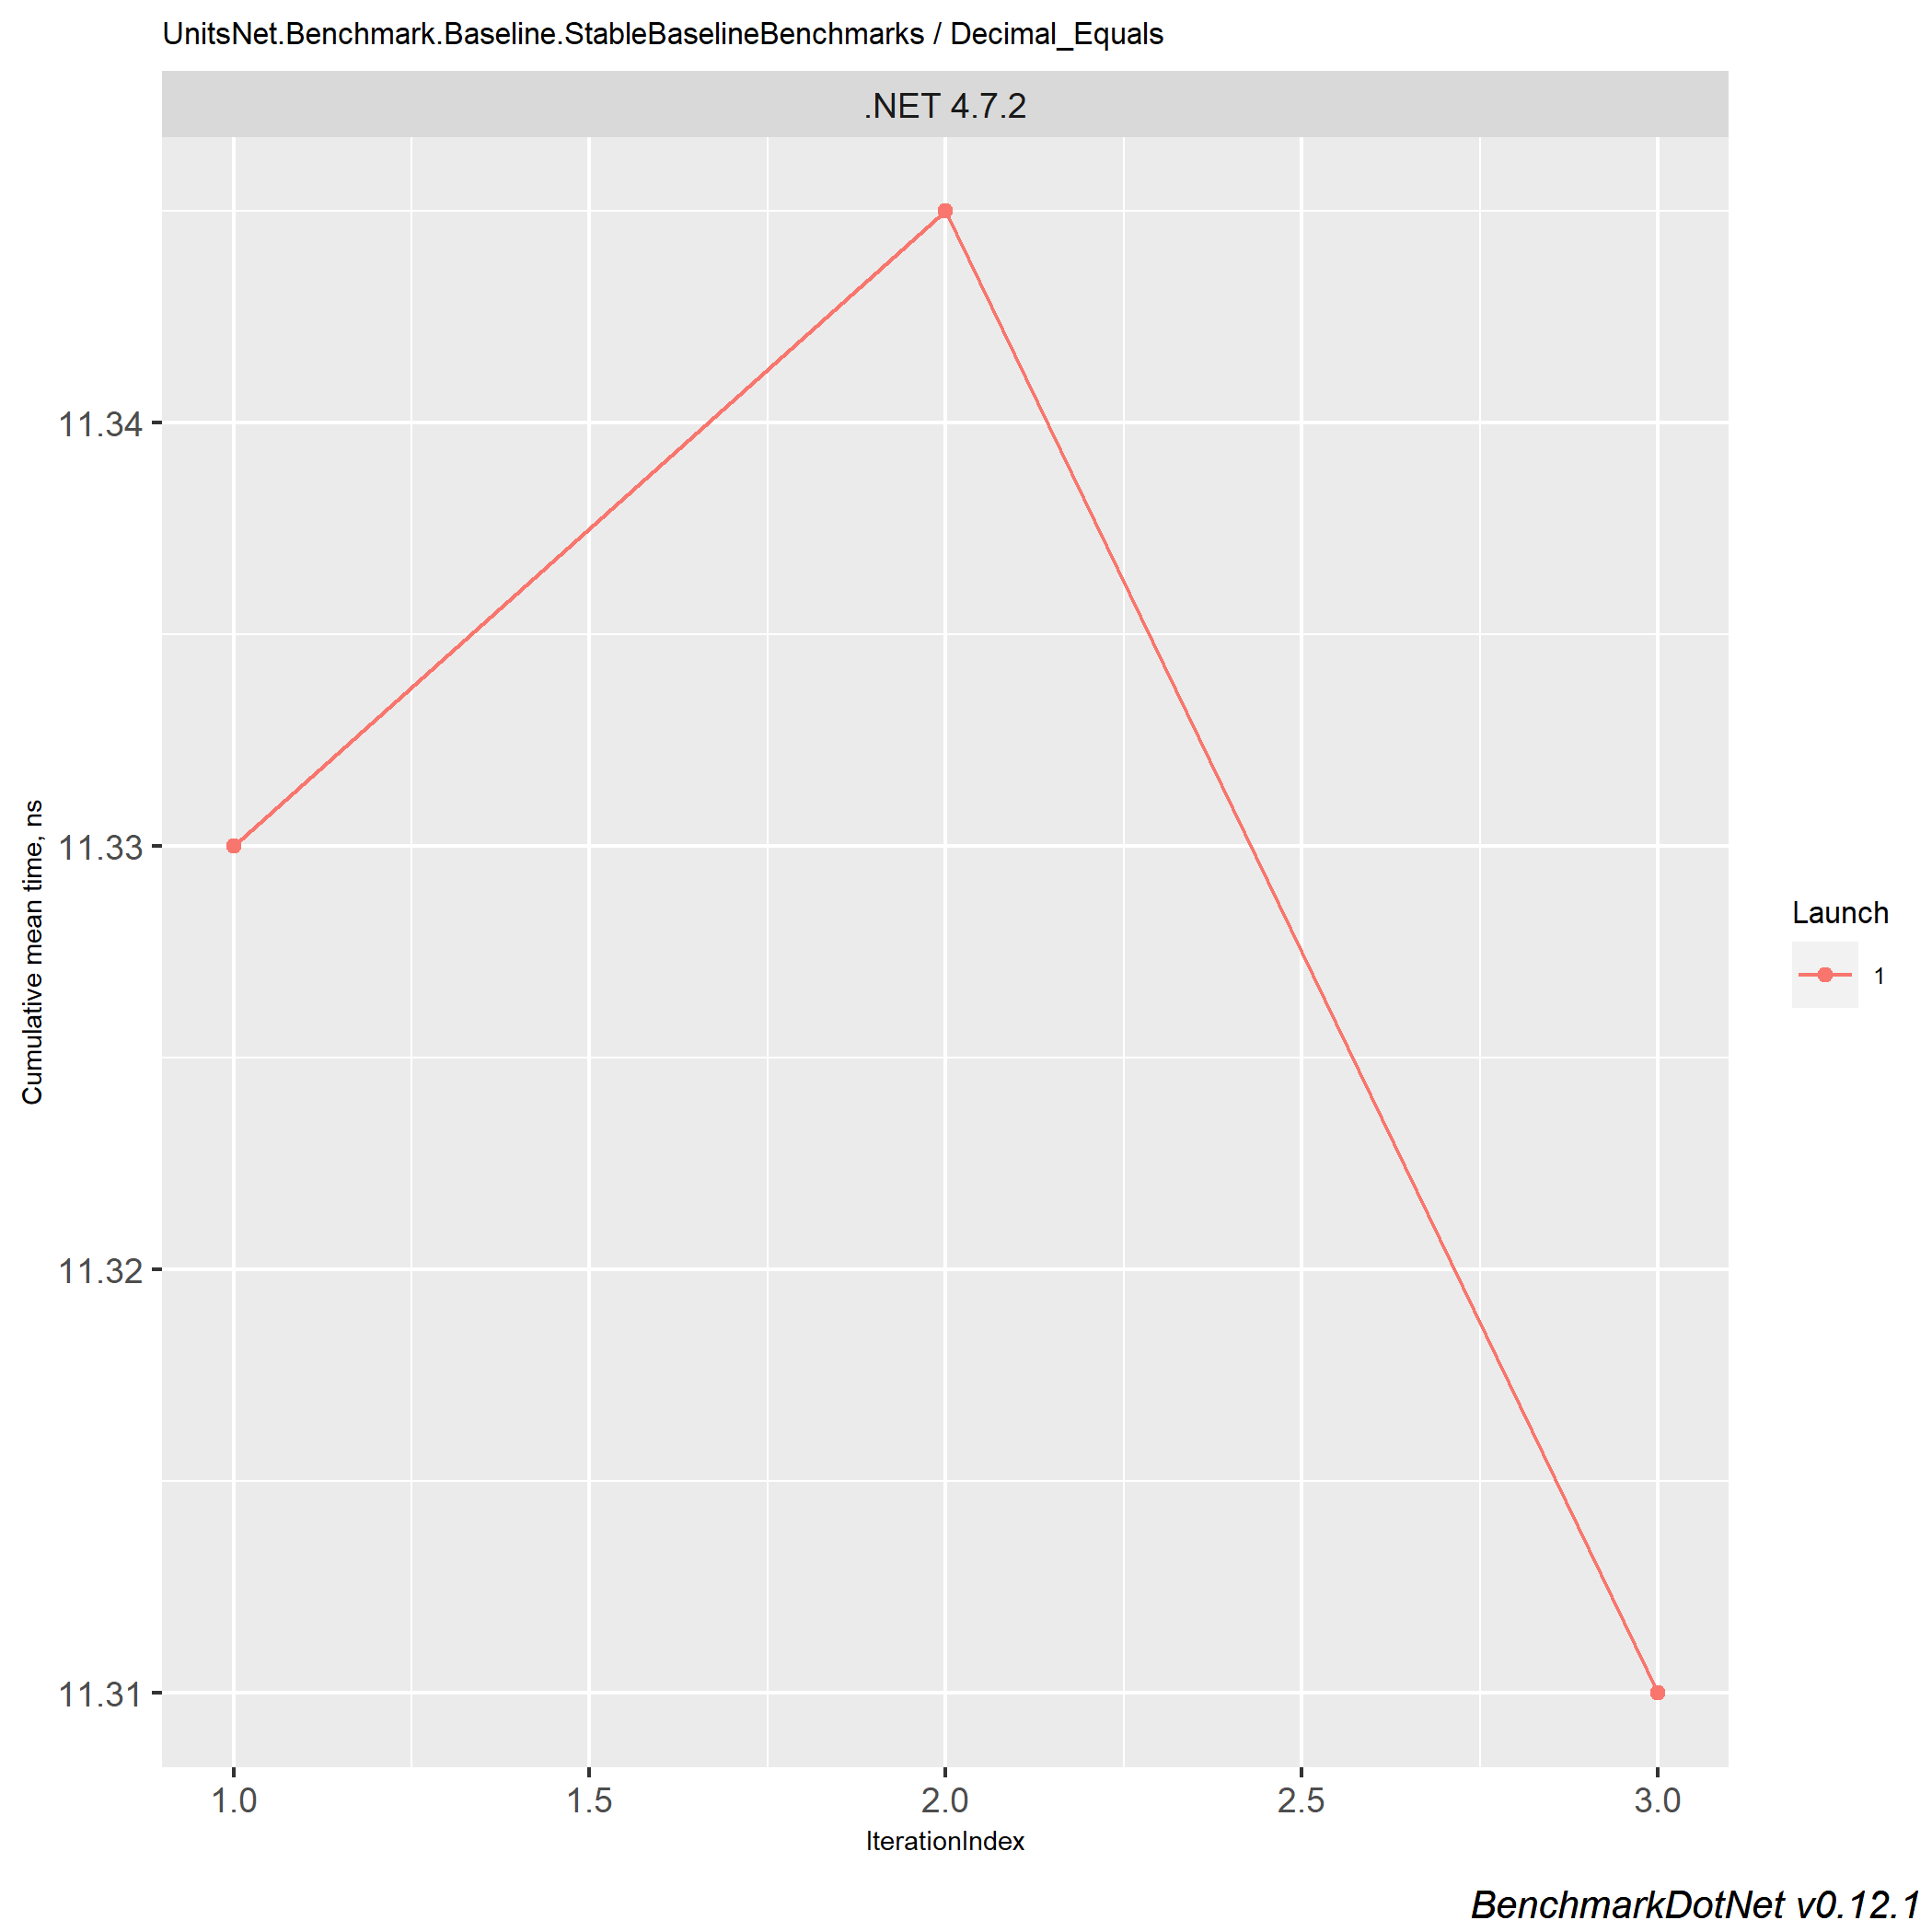 UnitsNet.Benchmark.Baseline.StableBaselineBenchmarks / Decimal_Equals
.NET 4.7.2
Cumulative mean time, ns
11.34
11.33
11.32
11.31
1.0 1.5 2.0 2.5 3.0
IterationIndex
Launch
1
BenchmarkDotNet v0.12.1